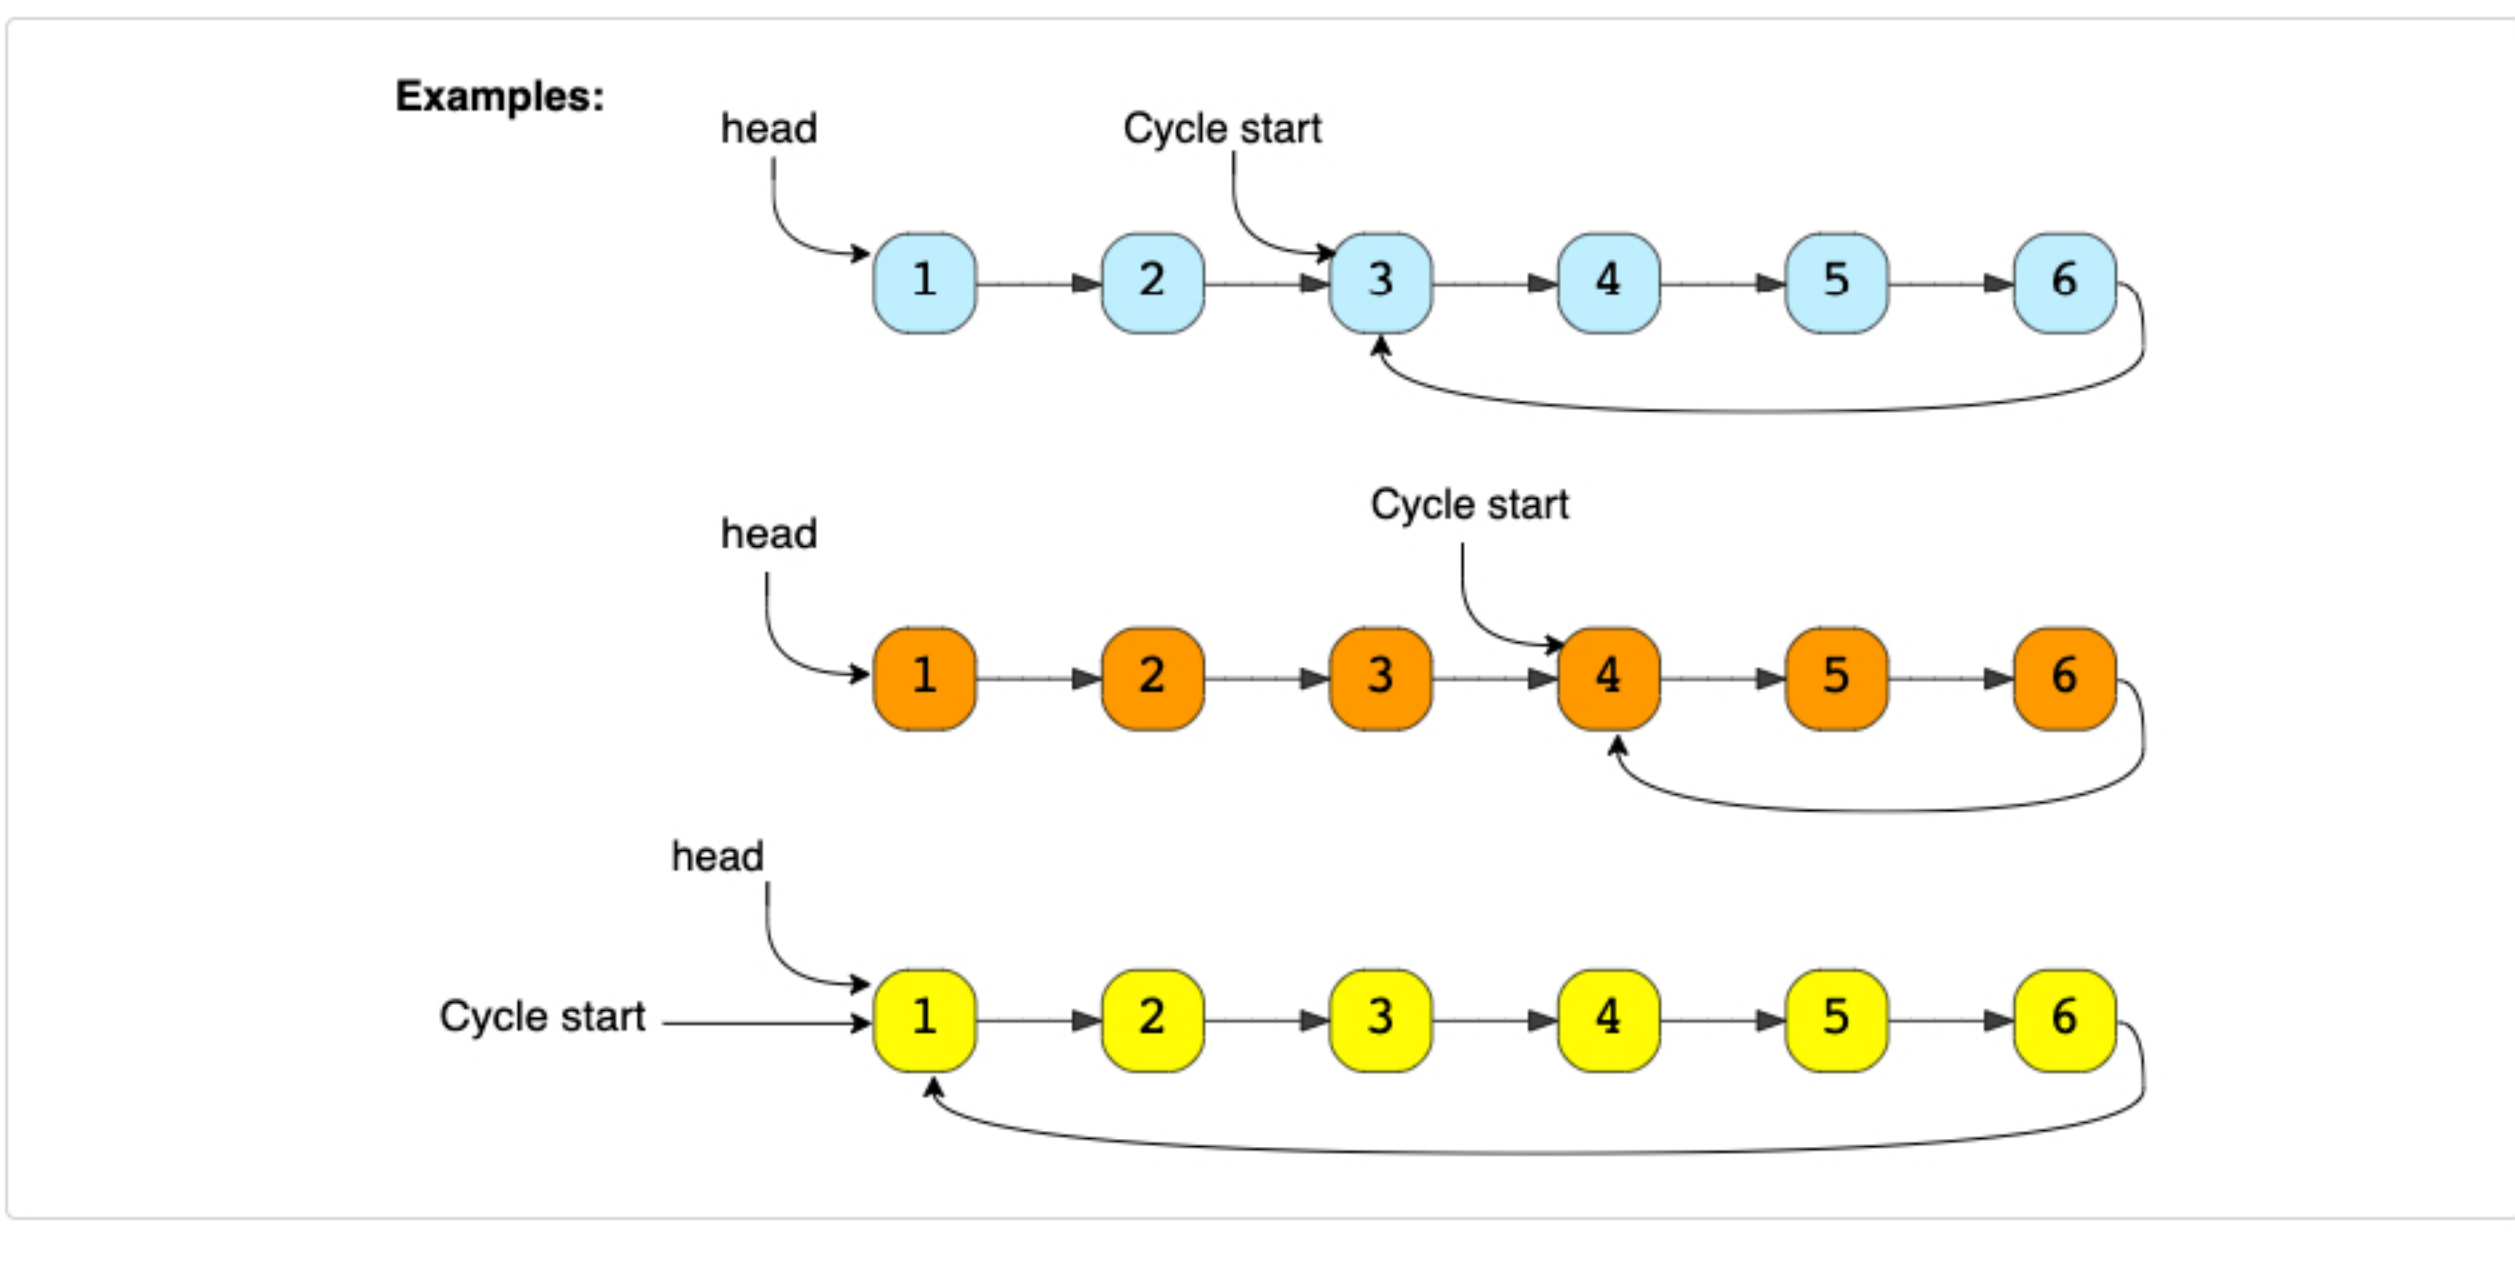 Examples:
head Cycle start
1 2 3 4 5 6
Cycle start
head
1 2 3 4 5 6
head
Cycle start 1 2 3 4 5 6